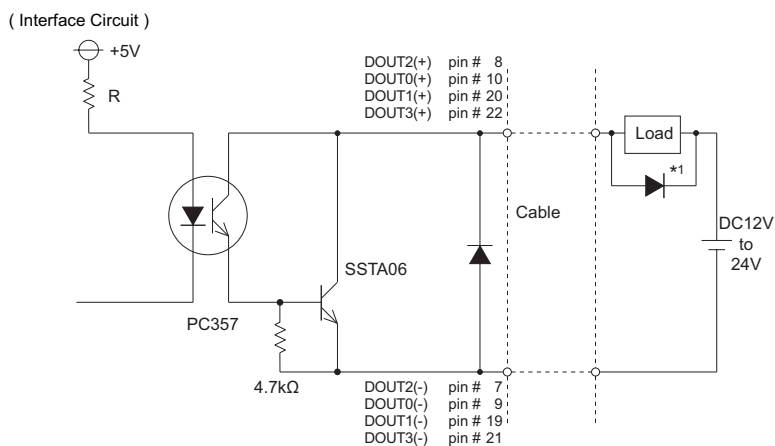 ( Interface Circuit )
+5V
R
DOUT2(+) pin # 8
DOUT0(+) pin # 10
DOUT1(+) pin # 20
DOUT3(+) pin # 22
Load
*1
Cable
DC12V
to
24V
SSTA06
PC357
4.7kΩ
DOUT2(-) pin # 7
DOUT0(-) pin # 9
DOUT1(-) pin # 19
DOUT3(-) pin # 21